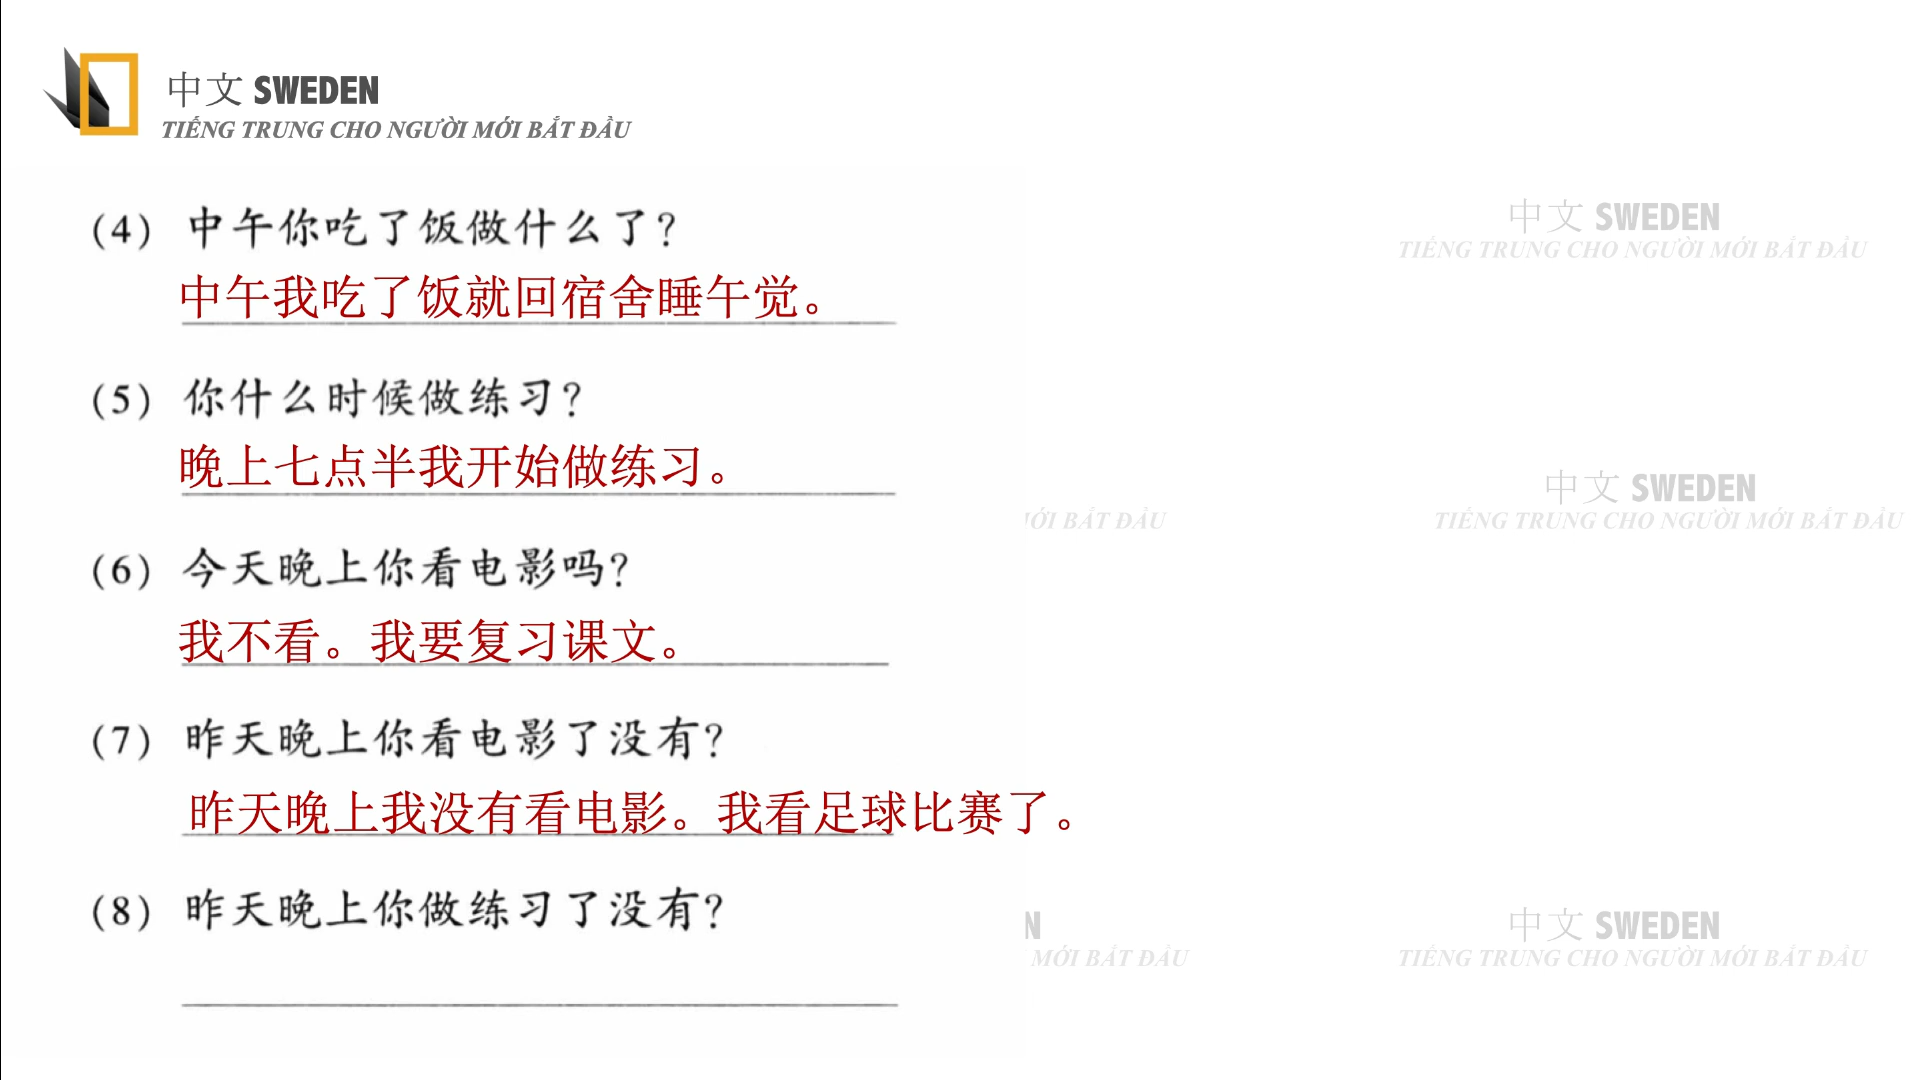 中文 SWEDEN
TIẾNG TRUNG CHO NGƯỜI MỚI BẮT ĐẦU
(4) 中午你吃了饭做什么了?
中午我吃了饭就回宿舍睡午觉。
(5) 你什么时候做练习?
晚上七点半我开始做练习。
(6) 今天晚上你看电影吗?
我不看。我要复习课文。
(7) 昨天晚上你看电影了没有?
昨天晚上我没有看电影。我看足球比赛了。
(8) 昨天晚上你做练习了没有?
中文 SWEDEN
TIẾNG TRUNG CHO NGƯỜI MỚI BẮT ĐẦU
中文 SWEDEN
BẮT ĐẦU
TIẾNG TRUNG CHO NGƯỜI MỚI BẮT ĐẦU
N
中文 SWEDEN
MỚI BẮT ĐẦU
TIẾNG TRUNG CHO NGƯỜI MỚI BẮT ĐẦU